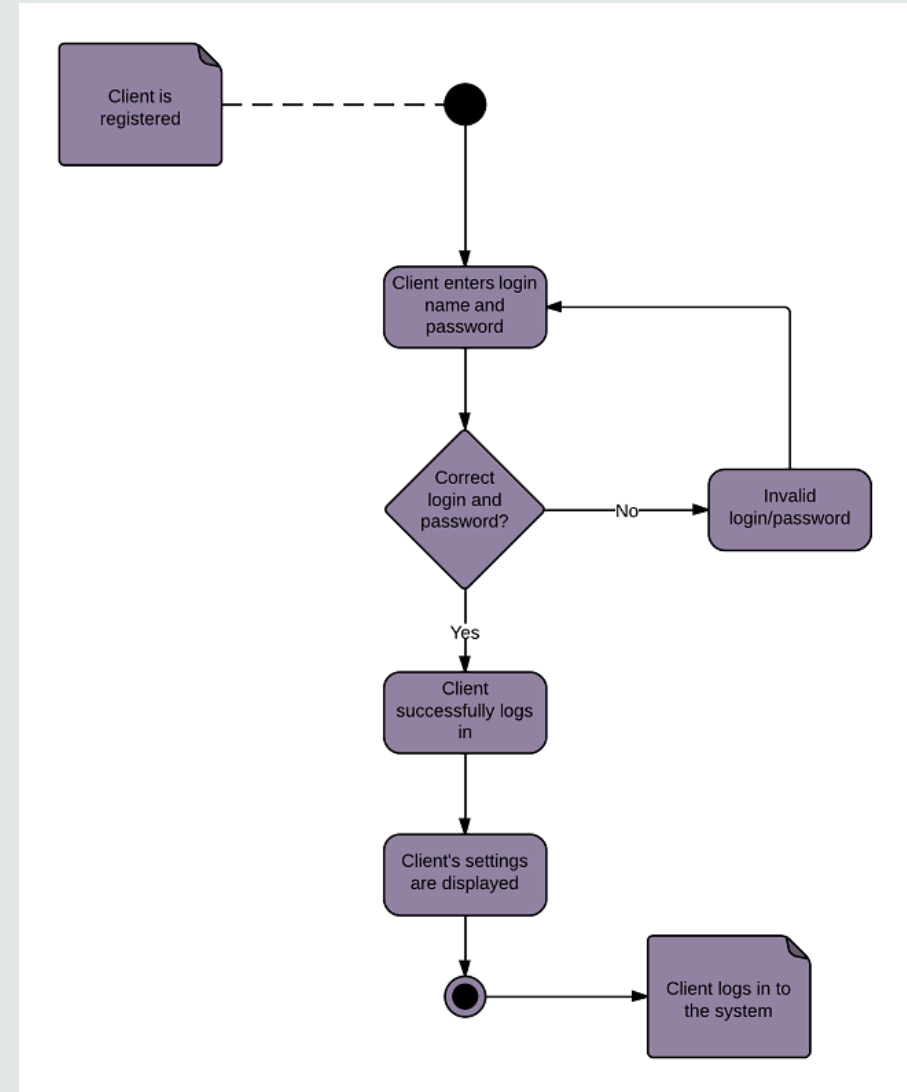 Client is
registered
Client enters login
name and
password
Correct
login and
password?
No
Invalid
login/password
Yes
Client
successfully logs
in
Client's settings
are displayed
Client logs in to
the system